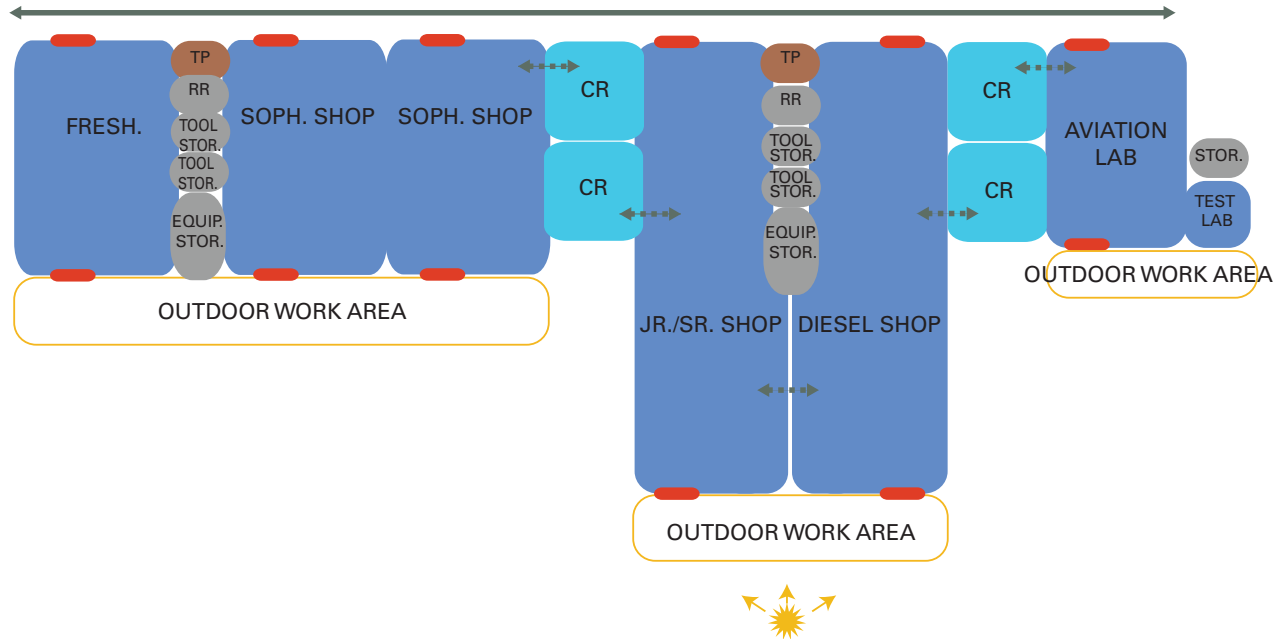 FRESH.
TP
RR
TOOL
STOR.
TOOL
STOR.
EQUIP.
STOR.
SOPH. SHOP
SOPH. SHOP
CR
CR
JR./SR. SHOP
TP
RR
TOOL
STOR.
TOOL
STOR.
EQUIP.
STOR.
DIESEL SHOP
CR
CR
AVIATION
LAB
STOR.
TEST
LAB
OUTDOOR WORK AREA
OUTDOOR WORK AREA
OUTDOOR WORK AREA